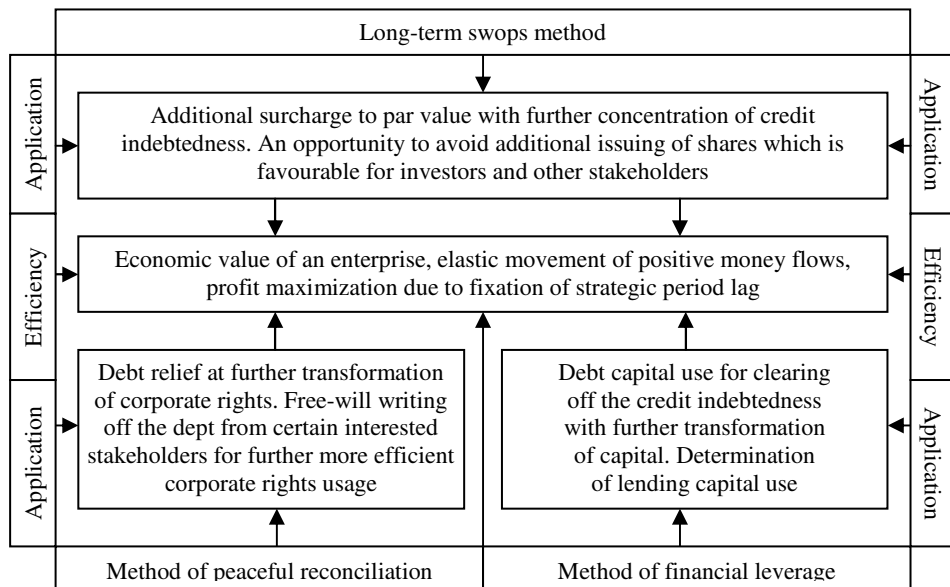 Long-term swops method
Application
Additional surcharge to par value with further concentration of credit
indebtedness. An opportunity to avoid additional issuing of shares which is
favourable for investors and other stakeholders
Application
Efficiency
Economic value of an enterprise, elastic movement of positive money flows,
profit maximization due to fixation of strategic period lag
Efficiency
Application
Debt relief at further transformation
of corporate rights. Free-will writing
off the dept from certain interested
stakeholders for further more efficient
corporate rights usage
Debt capital use for clearing
off the credit indebtedness
with further transformation
of capital. Determination
of lending capital use
Application
Method of peaceful reconciliation
Method of financial leverage